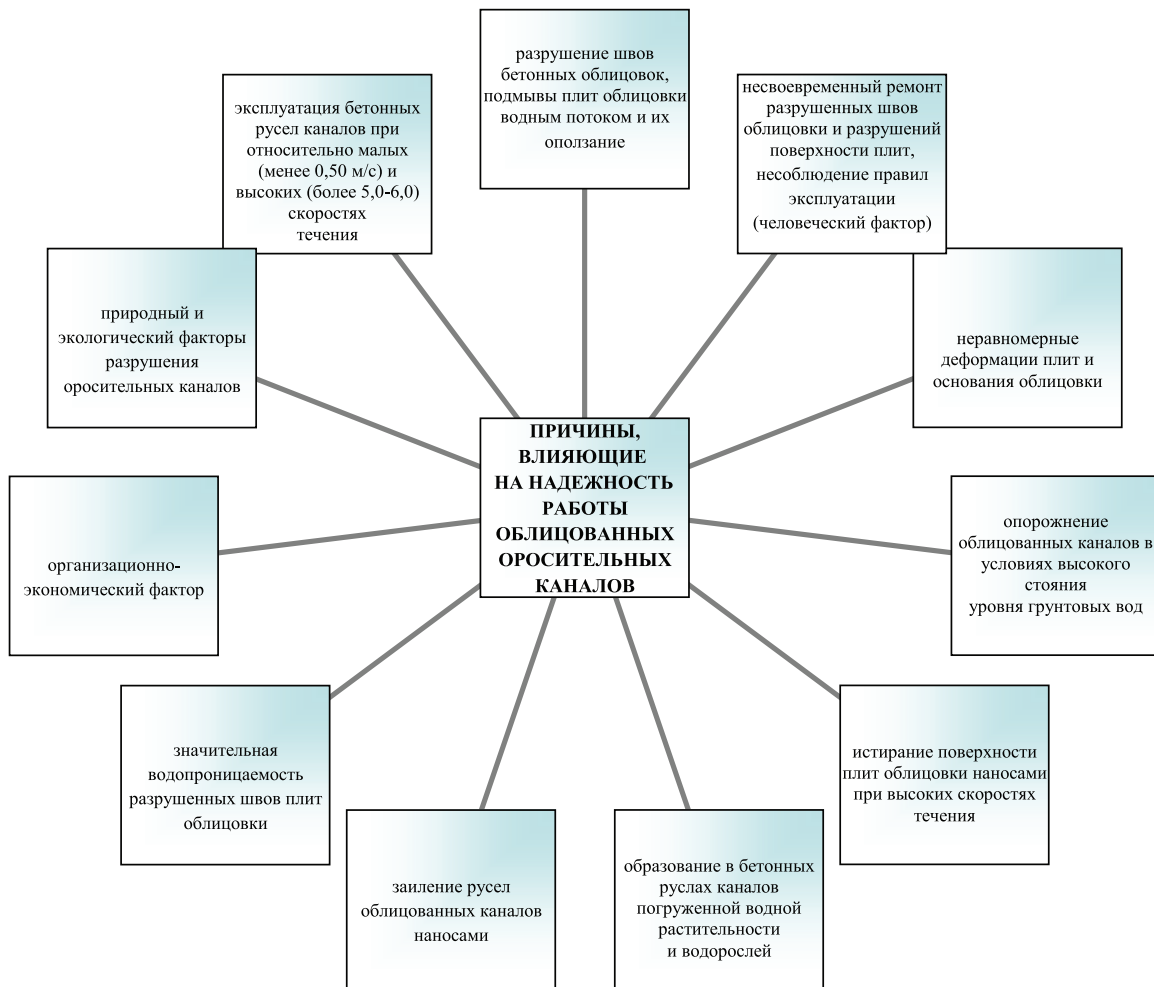 разрушение швов
бетонных облицовок,
подмывы плит облицовки
водным потоком и их
оползание
несвоевременный ремонт
разрушенных швов
облицовки и разрушений
поверхности плит,
несоблюдение правил
эксплуатации
(человеческий фактор)
эксплуатация бетонных
русел каналов при
относительно малых
(менее 0,50 м/с) и
высоких (более 5,0-6,0)
скоростях
течения
природный и
экологический факторы
разрушения
оросительных каналов
неравномерные
деформации плит и
основания облицовки
ПРИЧИНЫ,
ВЛИЯЮЩИЕ
НА НАДЕЖНОСТЬ
РАБОТЫ
ОБЛИЦОВАННЫХ
ОРОСИТЕЛЬНЫХ
КАНАЛОВ
организационно-
экономический фактор
опорожнение
облицованных каналов в
условиях высокого
стояния
уровня грунтовых вод
значительная
водопроницаемость
разрушенных швов плит
облицовки
истирание поверхности
плит облицовки наносами
при высоких скоростях
течения
заиление русел
облицованных каналов
наносами
образование в бетонных
руслах каналов
погруженной водной
растительности
и водорослей